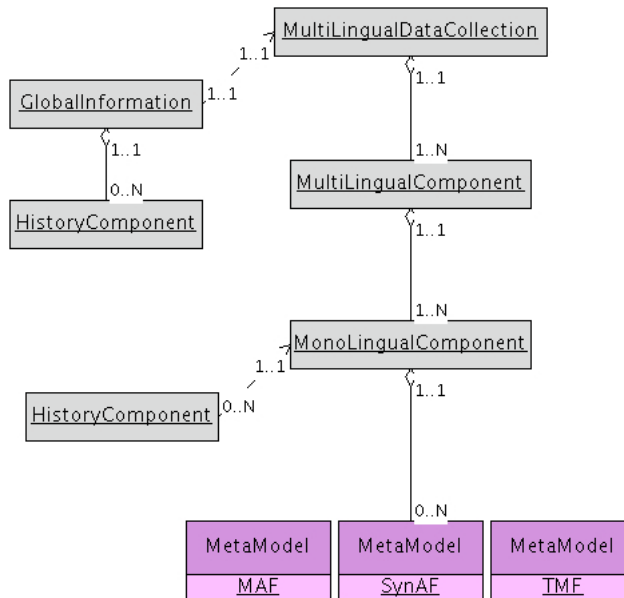 MultiLingualDataCollection
1..1
1..1
1..1
GlobalInformation
1..1
1..N
0..N
MultiLingualComponent
HistoryComponent
1..1
1..N
MonoLingualComponent
1..1
0..N
HistoryComponent
1..1
0..N
MetaModel MetaModel MetaModel
MAF SynAF TMF